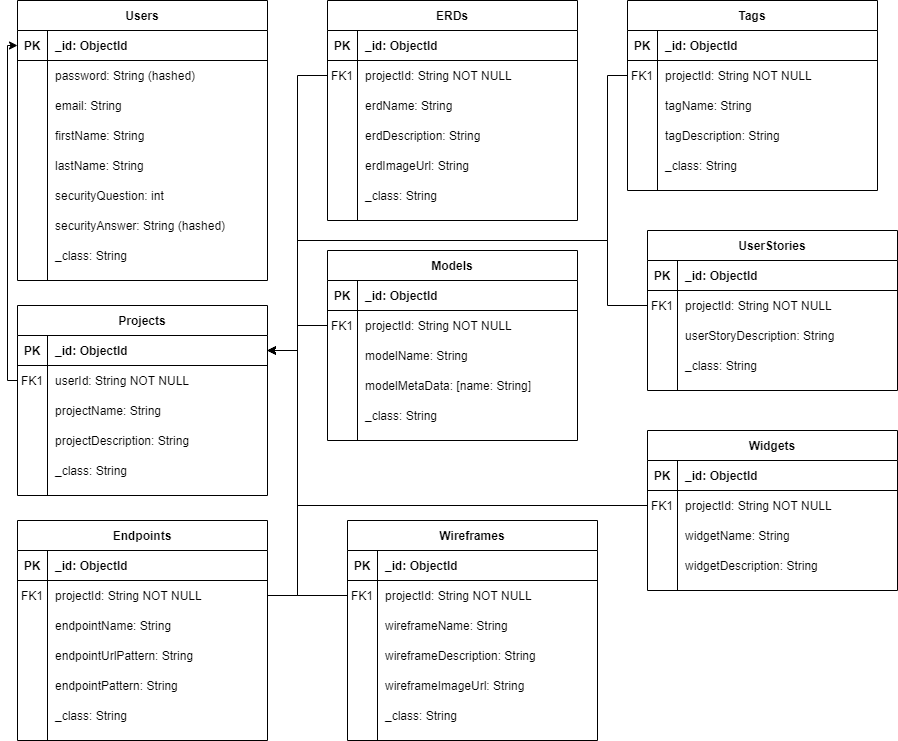 Users
PK _id: ObjectId
password: String (hashed)
email: String
firstName: String
lastName: String
securityQuestion: int
securityAnswer: String (hashed)
_class: String
ERDs
PK _id: ObjectId
FK1 projectId: String NOT NULL
erdName: String
erdDescription: String
erdImageUrl: String
_class: String
Tags
PK _id: ObjectId
FK1 projectId: String NOT NULL
tagName: String
tagDescription: String
_class: String
Projects
PK _id: ObjectId
FK1 userId: String NOT NULL
projectName: String
projectDescription: String
_class: String
Models
PK _id: ObjectId
FK1 projectId: String NOT NULL
modelName: String
modelMetaData: [name: String]
_class: String
UserStories
PK _id: ObjectId
FK1 projectId: String NOT NULL
userStoryDescription: String
_class: String
Widgets
PK _id: ObjectId
FK1 projectId: String NOT NULL
widgetName: String
widgetDescription: String
Endpoints
PK _id: ObjectId
FK1 projectId: String NOT NULL
endpointName: String
endpointUrlPattern: String
endpointPattern: String
_class: String
Wireframes
PK _id: ObjectId
FK1 projectId: String NOT NULL
wireframeName: String
wireframeDescription: String
wireframeImageUrl: String
_class: String